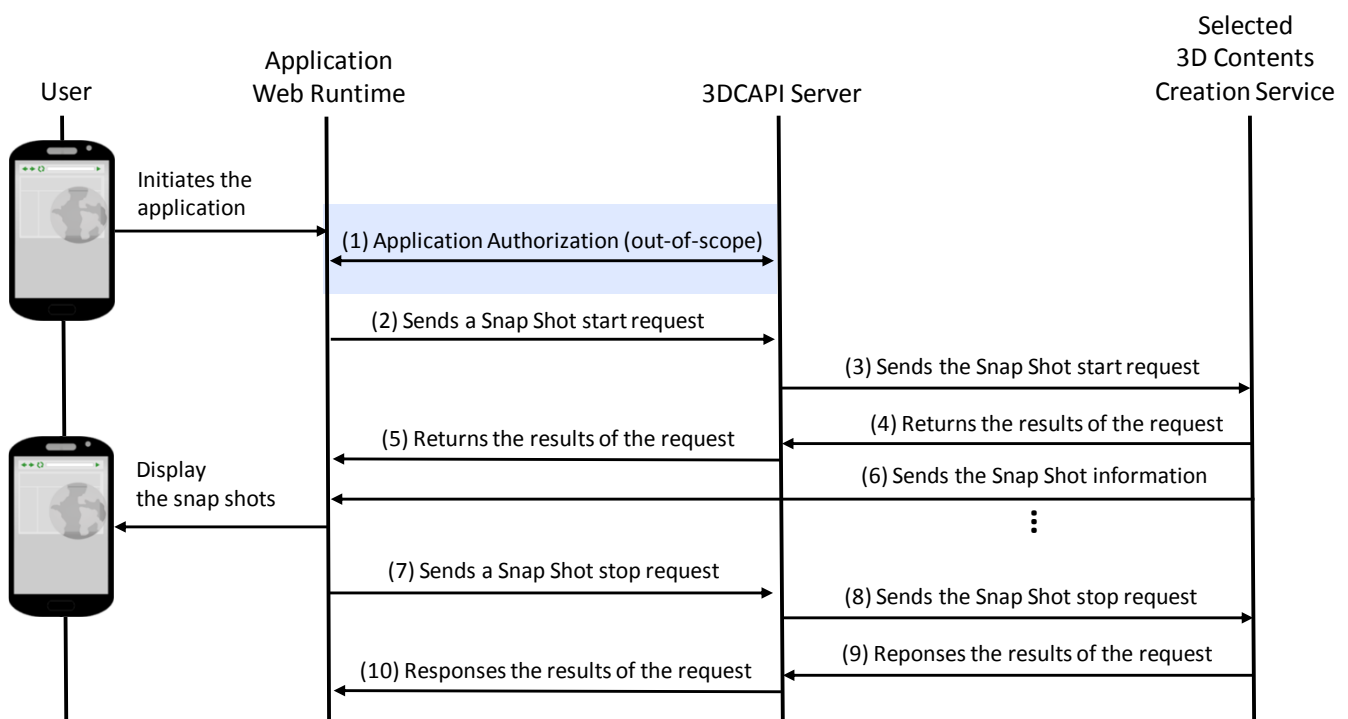 Selected
3D Contents
Creation Service
Application
Web Runtime
User
3DCAPI Server
Initiates the
application
(1) Application Authorization (out-of-scope)
(2) Sends a Snap Shot start request
(3) Sends the Snap Shot start request
(4) Returns the results of the request
(5) Returns the results of the request
(6) Sends the Snap Shot information
Display
the snap shots
(7) Sends a Snap Shot stop request
(8) Sends the Snap Shot stop request
(9) Reponses the results of the request
(10) Responses the results of the request